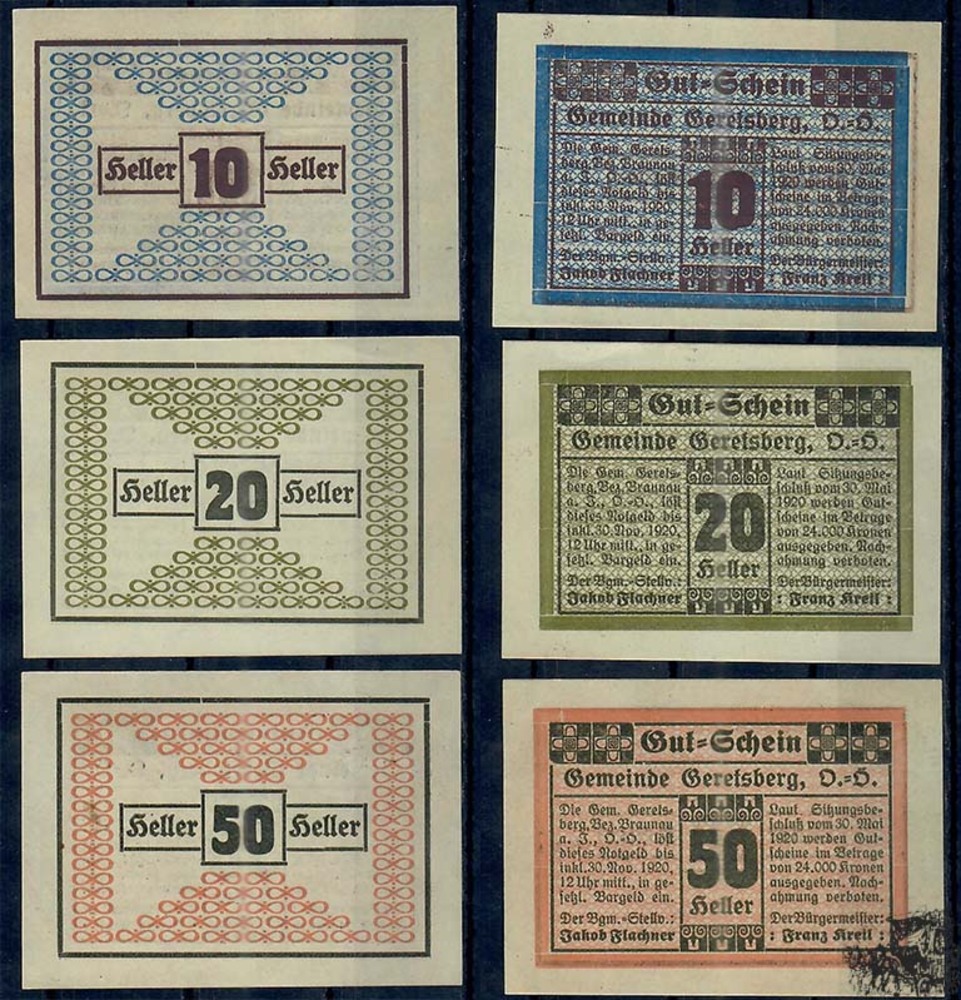 Heller 10 Heller
Gut-Schein
Gemeinde Geretsberg, O.-Ö.
Die Gem. Gerets-
berg, Bez. Braunau
a. J., O.-Ö., löst
dieses Notgeld bis
inkl. 30. Nov. 1920,
12 Uhr mitt., in ge-
setzl. Bargeld ein.
Der Bgm.-Stellv.:
Jakob Flachner
10
Heller
Laut Sitzungsbe-
schluß vom 30. Mai
1920 werden Gut-
scheine im Betrage
von 24.000 Kronen
ausgegeben. Nach-
ahmung verboten.
Der Bürgermeister:
: Franz Kreil :
Heller 20 Heller
Gut-Schein
Gemeinde Geretsberg, O.-Ö.
Die Gem. Gerets-
berg, Bez. Braunau
a. J., O.-Ö., löst
dieses Notgeld bis
inkl. 30. Nov. 1920,
12 Uhr mitt., in ge-
setzl. Bargeld ein.
Der Bgm.-Stellv.:
Jakob Flachner
20
Heller
Laut Sitzungsbe-
schluß vom 30. Mai
1920 werden Gut-
scheine im Betrage
von 24.000 Kronen
ausgegeben. Nach-
ahmung verboten.
Der Bürgermeister:
: Franz Kreil :
Heller 50 Heller
Gut-Schein
Gemeinde Geretsberg, O.-Ö.
Die Gem. Gerets-
berg, Bez. Braunau
a. J., O.-Ö., löst
dieses Notgeld bis
inkl. 30. Nov. 1920,
12 Uhr mitt., in ge-
setzl. Bargeld ein.
Der Bgm.-Stellv.:
Jakob Flachner
50
Heller
Laut Sitzungsbe-
schluß vom 30. Mai
1920 werden Gut-
scheine im Betrage
von 24.000 Kronen
ausgegeben. Nach-
ahmung verboten.
Der Bürgermeister:
: Franz Kreil :